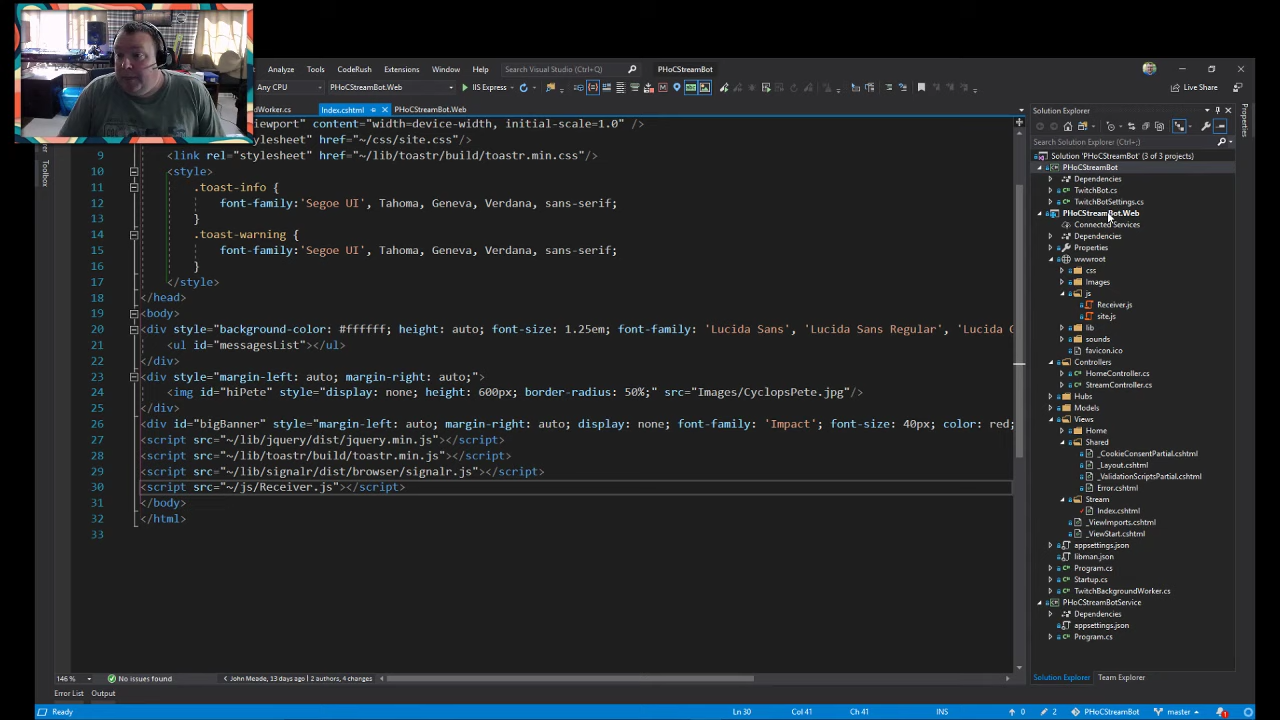 Analyze Tools CodeRush Extensions Window Help Search Visual Studio (Ctrl+Q) PHoCStreamBot
Any CPU PHoCStreamBot.Web IIS Express Live Share
dWorker.cs Index.cshtml PHoCStreamBot.Web
viewport" content="width=device-width, initial-scale=1.0" />
stylesheet" href="~/css/site.css"/>
9 <link rel="stylesheet" href="~/lib/toastr/build/toastr.min.css"/>
10 <style>
11 .toast-info {
12 font-family:'Segoe UI', Tahoma, Geneva, Verdana, sans-serif;
13 }
14 .toast-warning {
15 font-family:'Segoe UI', Tahoma, Geneva, Verdana, sans-serif;
16 }
17 </style>
18 </head>
19 <body>
20 <div style="background-color: #ffffff; height: auto; font-size: 1.25em; font-family: 'Lucida Sans', 'Lucida Sans Regular', 'Lucida G
21 <ul id="messagesList"></ul>
22 </div>
23 <div style="margin-left: auto; margin-right: auto;">
24 <img id="hiPete" style="display: none; height: 600px; border-radius: 50%;" src="Images/CyclopsPete.jpg"/>
25 </div>
26 <div id="bigBanner" style="margin-left: auto; margin-right: auto; display: none; font-family: 'Impact'; font-size: 40px; color: red;
27 <script src="~/lib/jquery/dist/jquery.min.js"></script>
28 <script src="~/lib/toastr/build/toastr.min.js"></script>
29 <script src="~/lib/signalr/dist/browser/signalr.js"></script>
30 <script src="~/js/Receiver.js"></script>
31 </body>
32 </html>
33
146 % No issues found John Meade, 13 days ago | 2 authors, 4 changes
Error List Output
Ready Ln 30 Col 41 Ch 41 INS 0 2 PHoCStreamBot master 1
Toolbox
Properties
Solution Explorer
Search Solution Explorer (Ctrl+;)
Solution 'PHoCStreamBot' (3 of 3 projects)
PHoCStreamBot
Dependencies
TwitchBot.cs
TwitchBotSettings.cs
PHoCStreamBot.Web
Connected Services
Dependencies
Properties
wwwroot
css
Images
js
Receiver.js
site.js
lib
sounds
favicon.ico
Controllers
HomeController.cs
StreamController.cs
Hubs
Models
Views
Home
Shared
_CookieConsentPartial.cshtml
_Layout.cshtml
_ValidationScriptsPartial.cshtml
Error.cshtml
Stream
Index.cshtml
_ViewImports.cshtml
_ViewStart.cshtml
appsettings.json
libman.json
Program.cs
Startup.cs
TwitchBackgroundWorker.cs
PHoCStreamBotService
Dependencies
appsettings.json
Program.cs
Solution Explorer Team Explorer